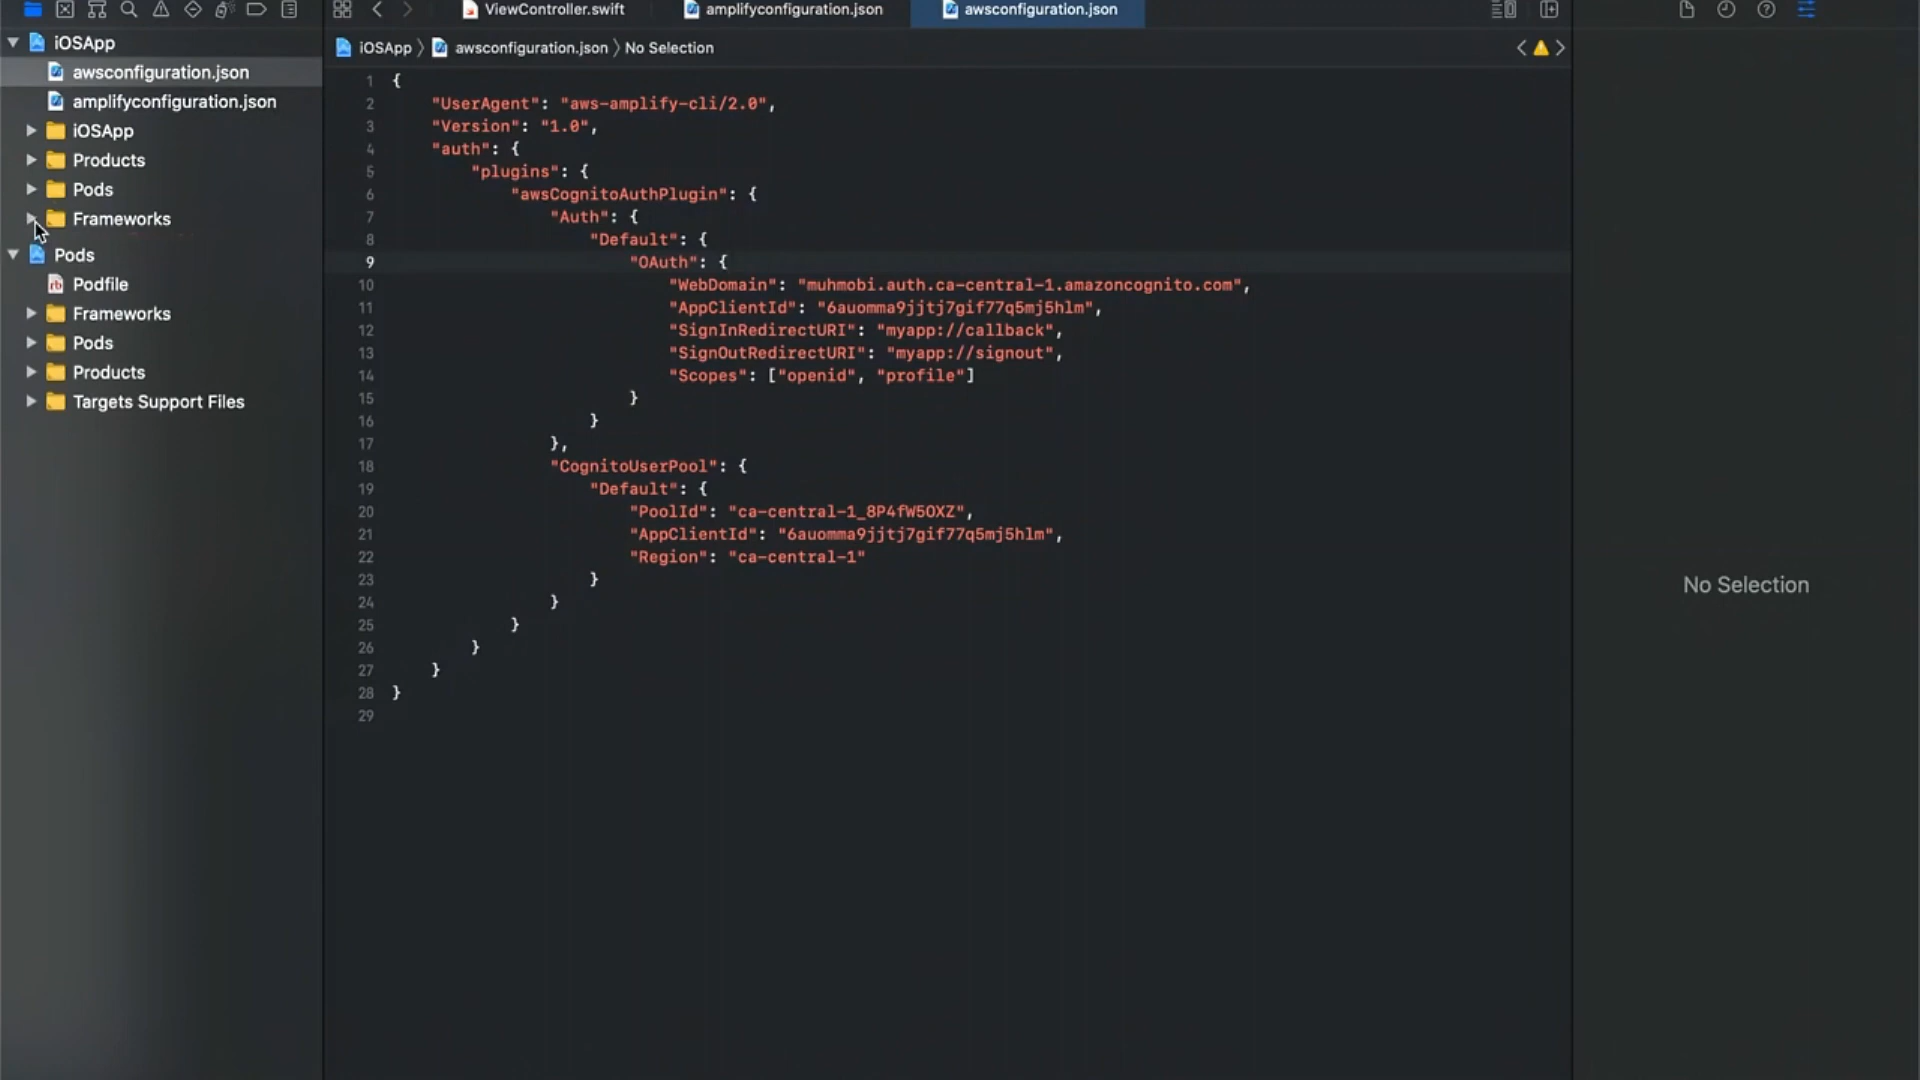 ViewController.swift
amplifyconfiguration.json
awsconfiguration.json
iOSApp
awsconfiguration.json
amplifyconfiguration.json
iOSApp
Products
Pods
Frameworks
Pods
Podfile
Frameworks
Pods
Products
Targets Support Files
iOSApp 〉 awsconfiguration.json 〉 No Selection
1 {
2 "UserAgent": "aws-amplify-cli/2.0",
3 "Version": "1.0",
4 "auth": {
5 "plugins": {
6 "awsCognitoAuthPlugin": {
7 "Auth": {
8 "Default": {
9 "OAuth": {
10 "WebDomain": "muhmobi.auth.ca-central-1.amazoncognito.com",
11 "AppClientId": "6auomma9jjtj7gif77q5mj5hlm",
12 "SignInRedirectURI": "myapp://callback",
13 "SignOutRedirectURI": "myapp://signout",
14 "Scopes": ["openid", "profile"]
15 }
16 }
17 },
18 "CognitoUserPool": {
19 "Default": {
20 "PoolId": "ca-central-1_8P4fW5OXZ",
21 "AppClientId": "6auomma9jjtj7gif77q5mj5hlm",
22 "Region": "ca-central-1"
23 }
24 }
25 }
26 }
27 }
28 }
29
No Selection